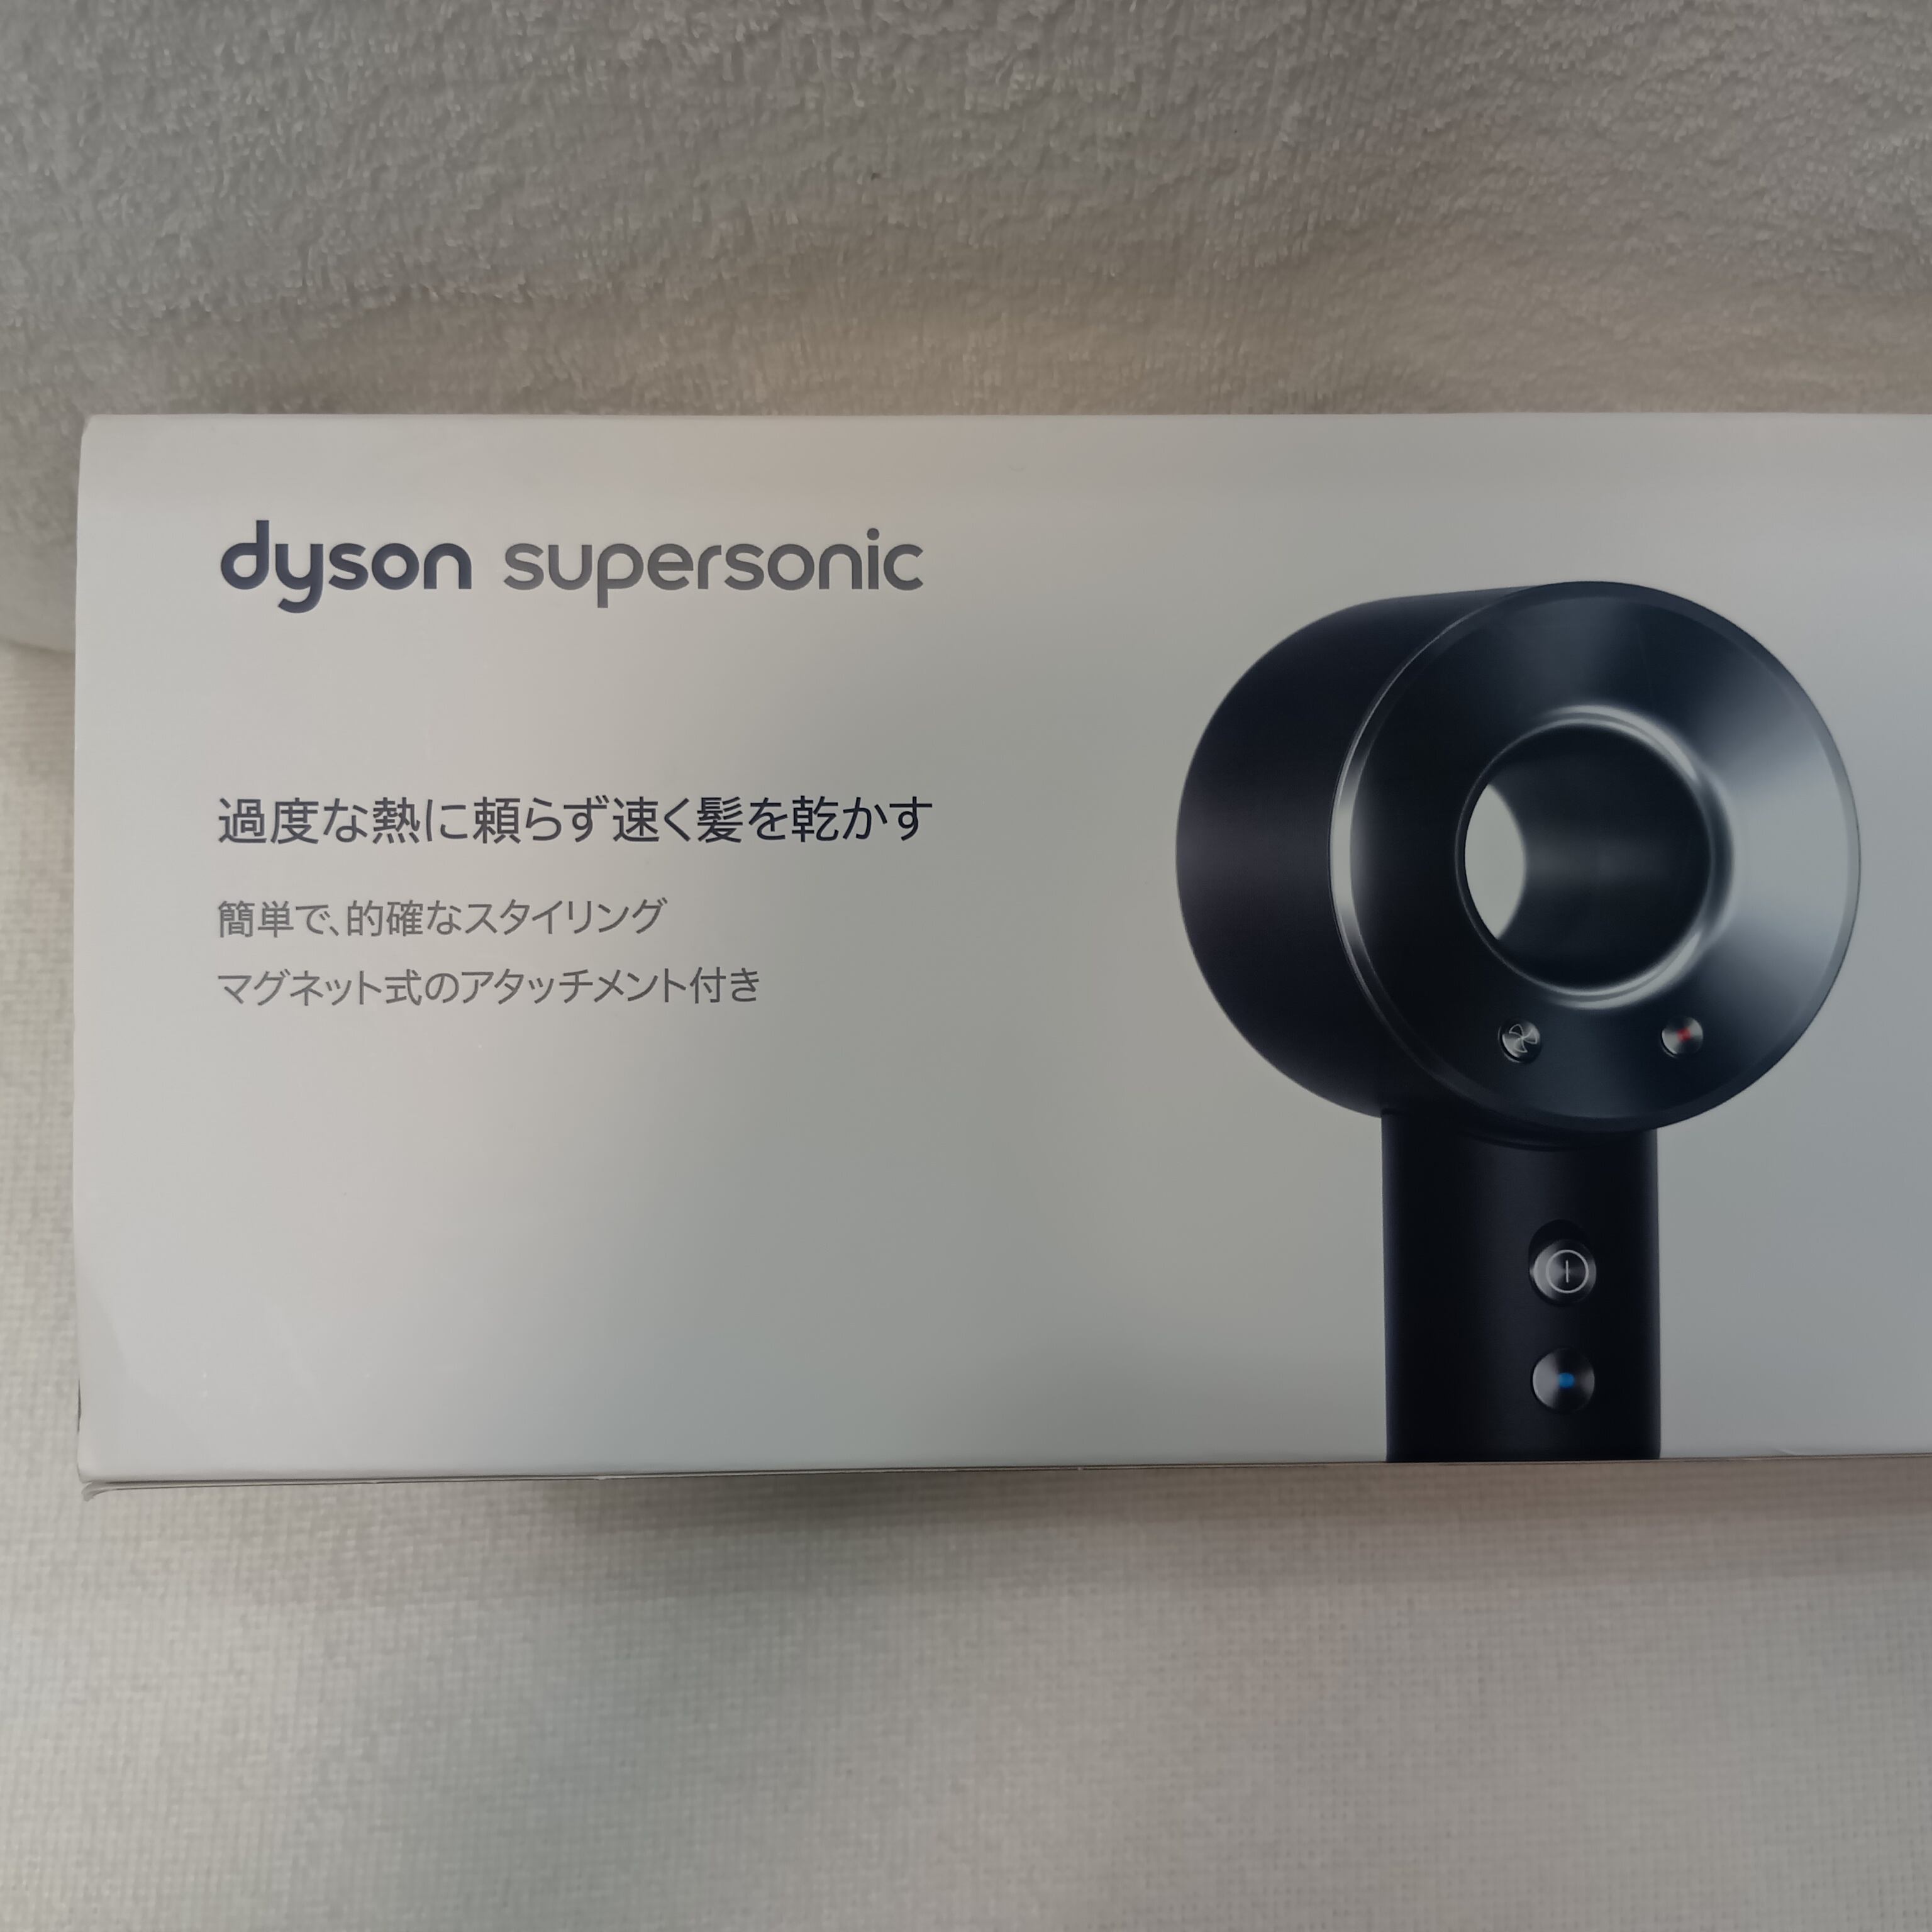 dyson supersonic
過度な熱に頼らず速く髪を乾かす
簡単で、的確なスタイリング
マグネット式のアタッチメント付き